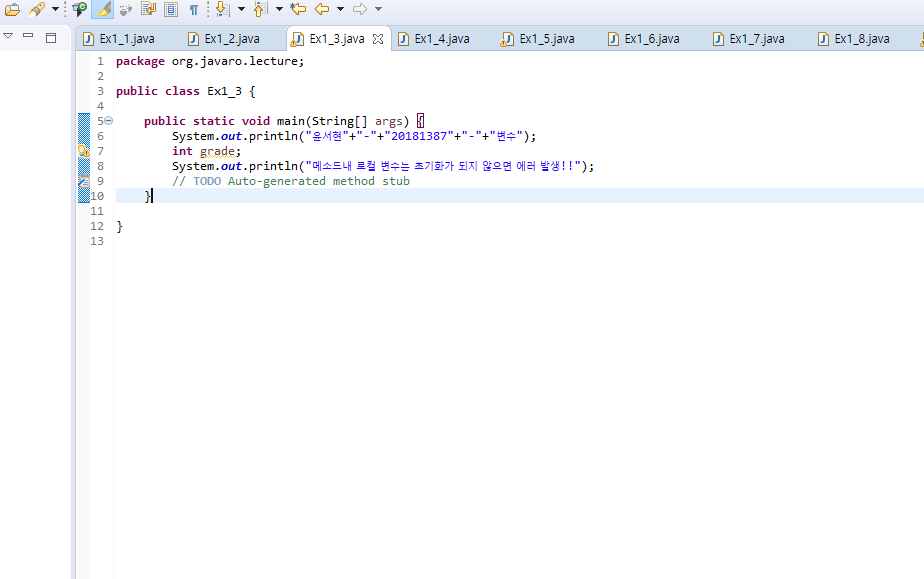 Ex1_1.java Ex1_2.java Ex1_3.java Ex1_4.java Ex1_5.java Ex1_6.java Ex1_7.java Ex1_8.java
1 package org.javaro.lecture;
2
3 public class Ex1_3 {
4
5 public static void main(String[] args) {
6 System.out.println("윤서현"+"-"+"20181387"+"-"+"변수");
7 int grade;
8 System.out.println("메소드내 로컬 변수는 초기화가 되지 않으면 에러 발생!!");
9 // TODO Auto-generated method stub
10 }
11
12 }
13